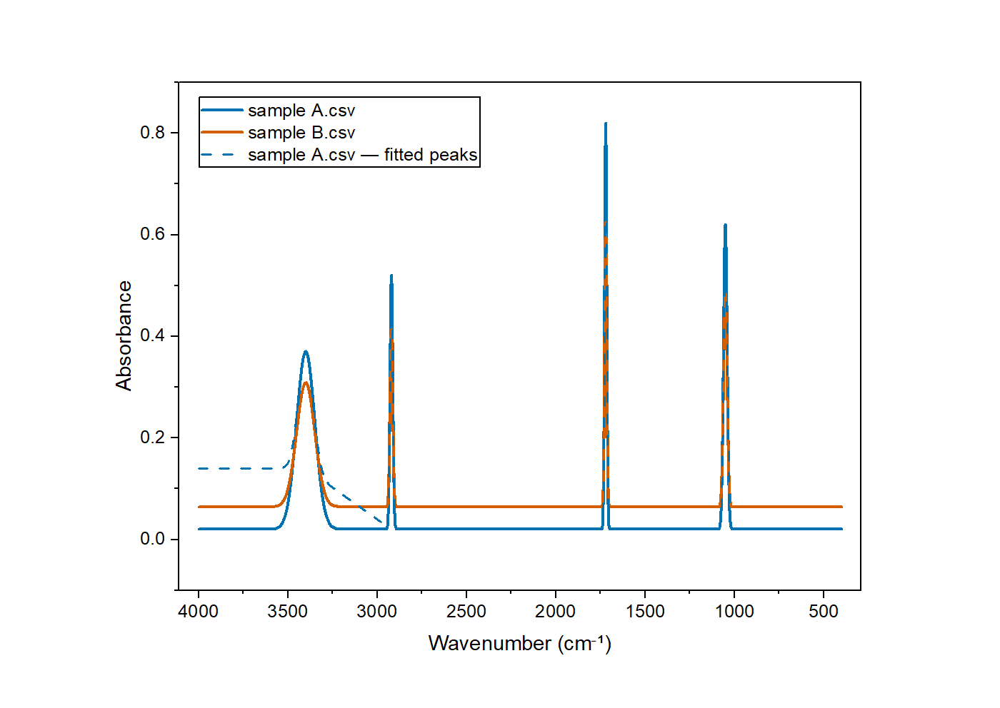 sample A.csv
sample B.csv
sample A.csv — fitted peaks
0.8
0.6
0.4
0.2
0.0
Absorbance
4000 3500 3000 2500 2000 1500 1000 500
Wavenumber (cm⁻¹)